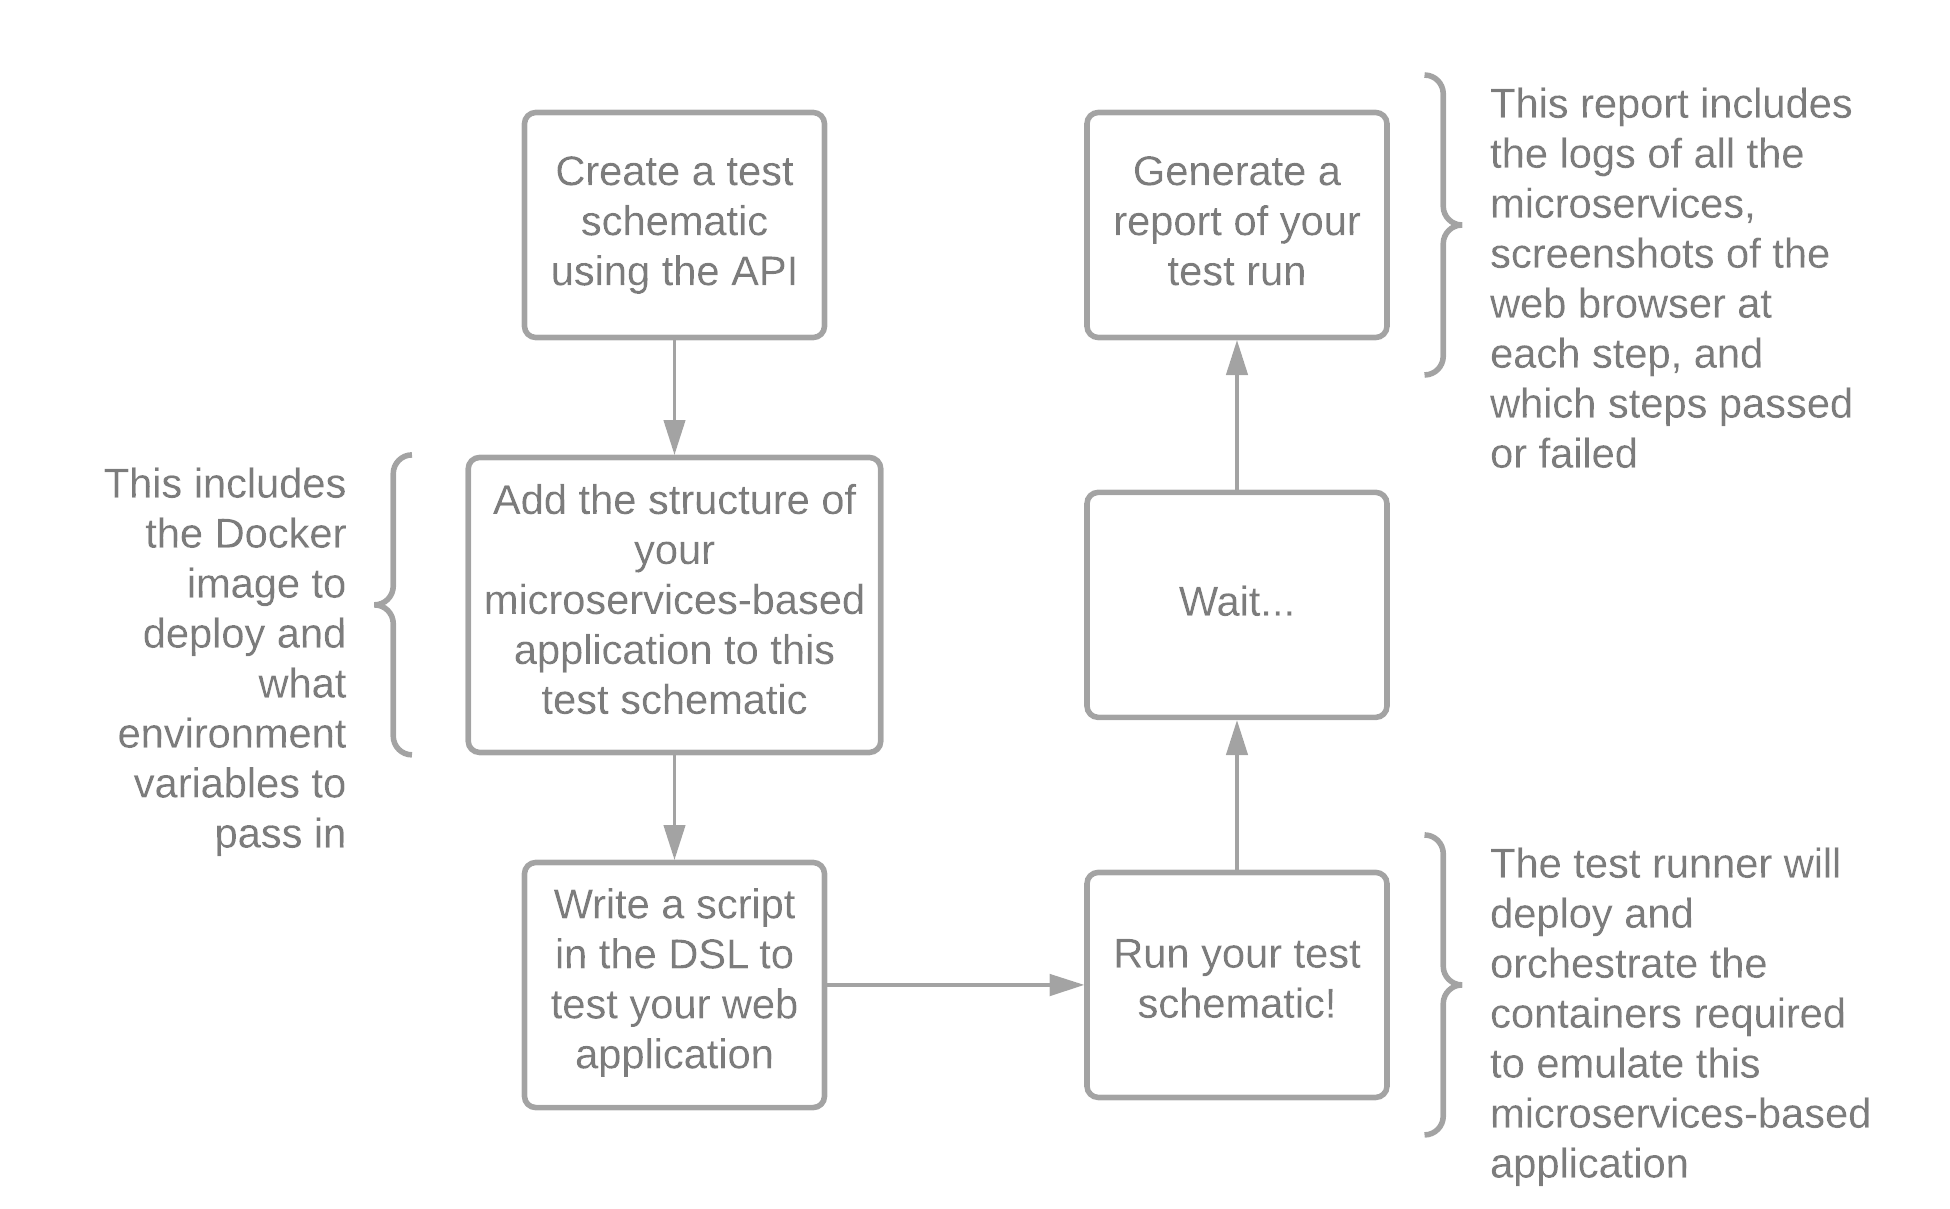 Create a test
schematic
using the API
This includes
the Docker
image to
deploy and
what
environment
variables to
pass in
Add the structure of
your
microservices-based
application to this
test schematic
Write a script
in the DSL to
test your web
application
Run your test
schematic!
The test runner will
deploy and
orchestrate the
containers required
to emulate this
microservices-based
application
Wait...
Generate a
report of your
test run
This report includes
the logs of all the
microservices,
screenshots of the
web browser at
each step, and
which steps passed
or failed